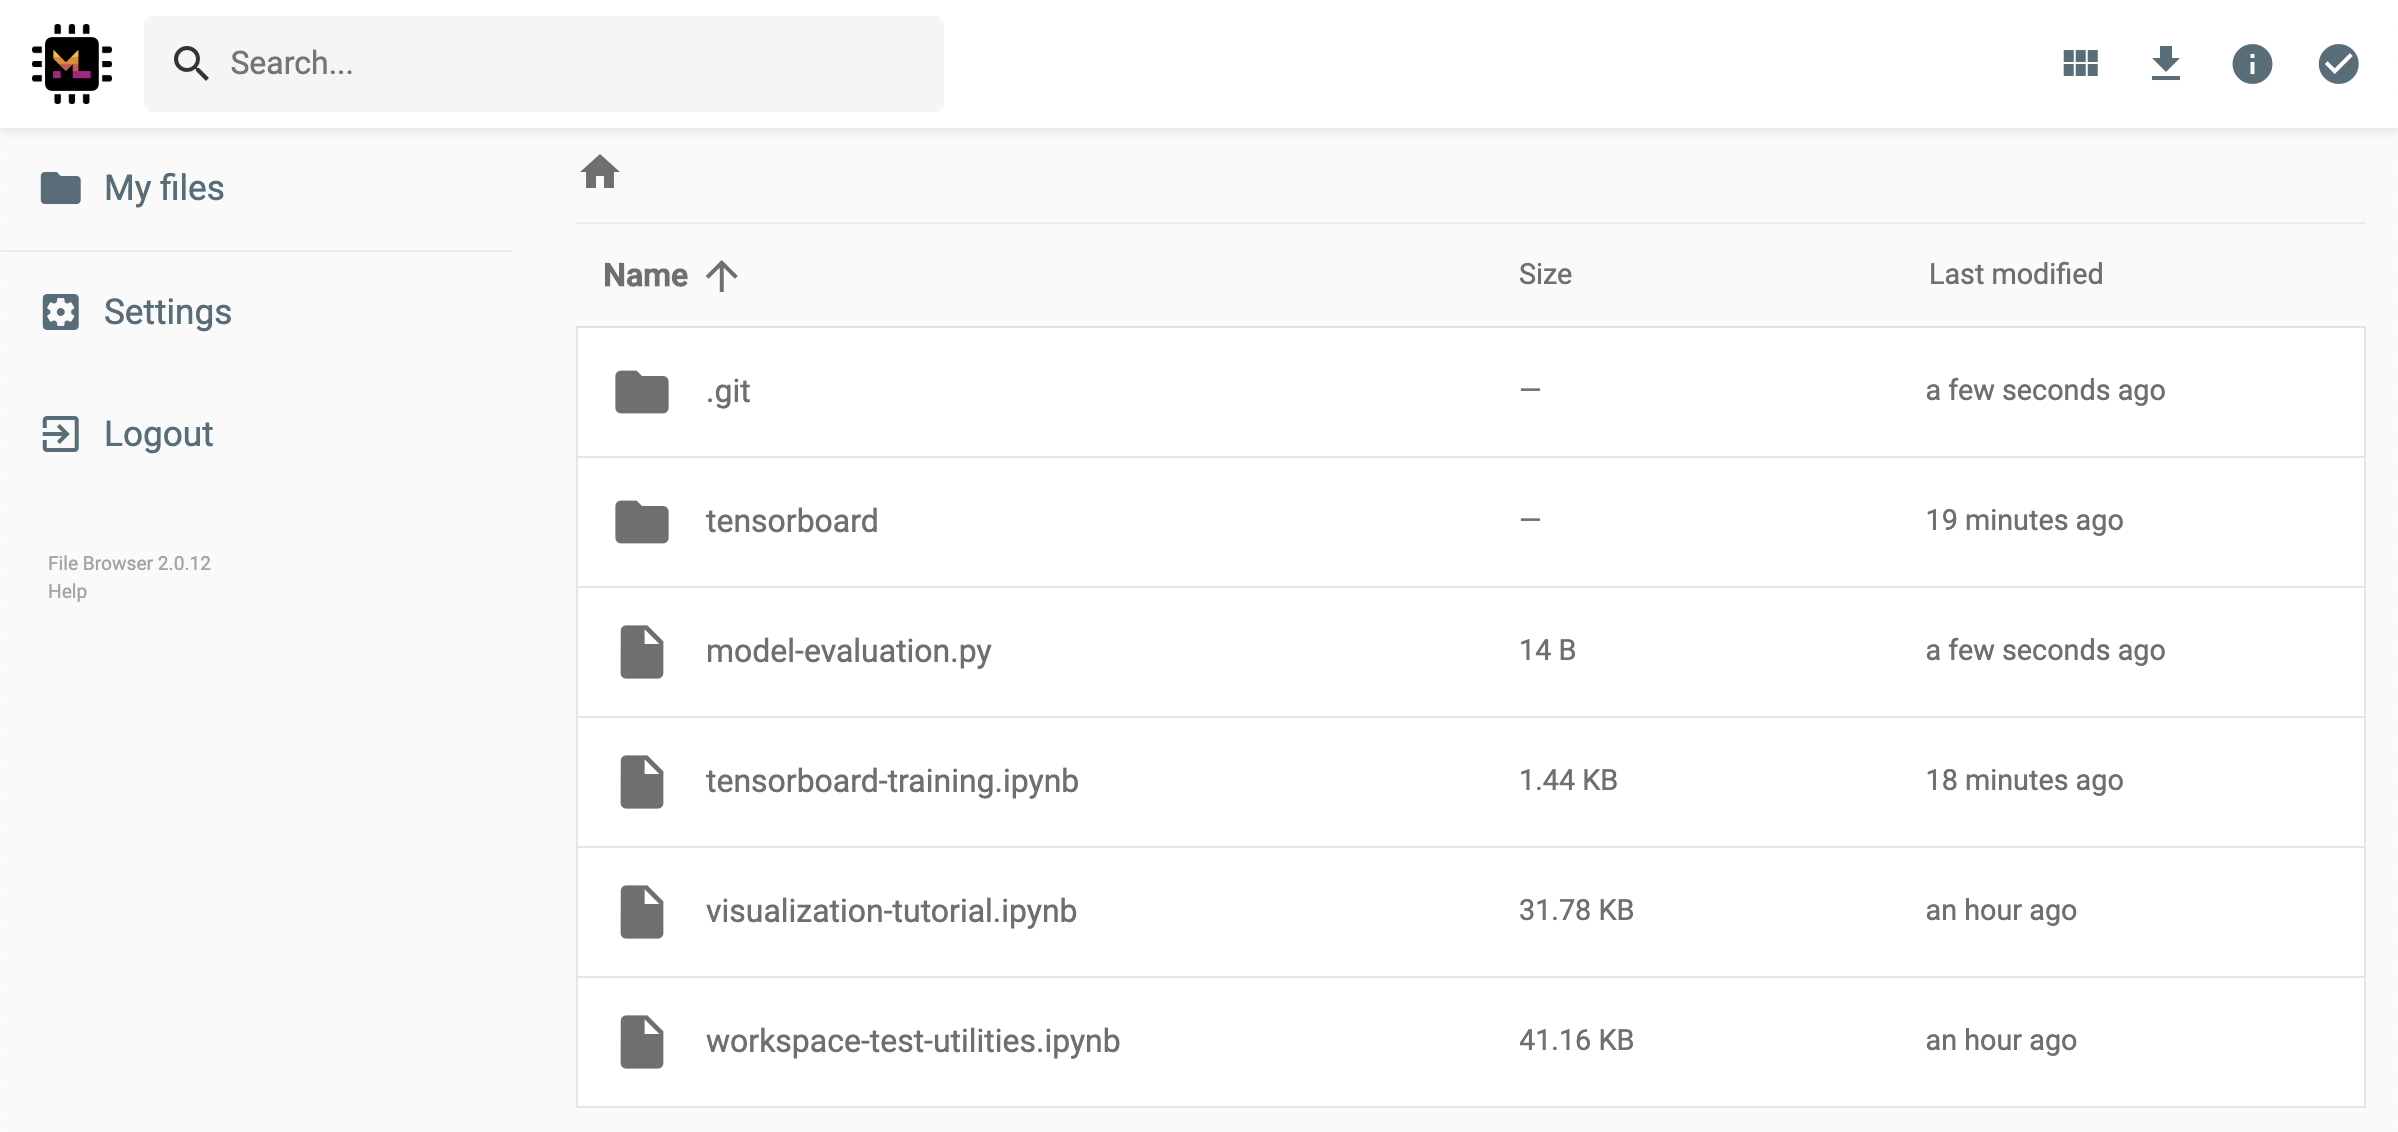 ML
Search...
My files
Settings
Logout
File Browser 2.0.12
Help
Name Size Last modified
.git — a few seconds ago
tensorboard — 19 minutes ago
model-evaluation.py 14 B a few seconds ago
tensorboard-training.ipynb 1.44 KB 18 minutes ago
visualization-tutorial.ipynb 31.78 KB an hour ago
workspace-test-utilities.ipynb 41.16 KB an hour ago